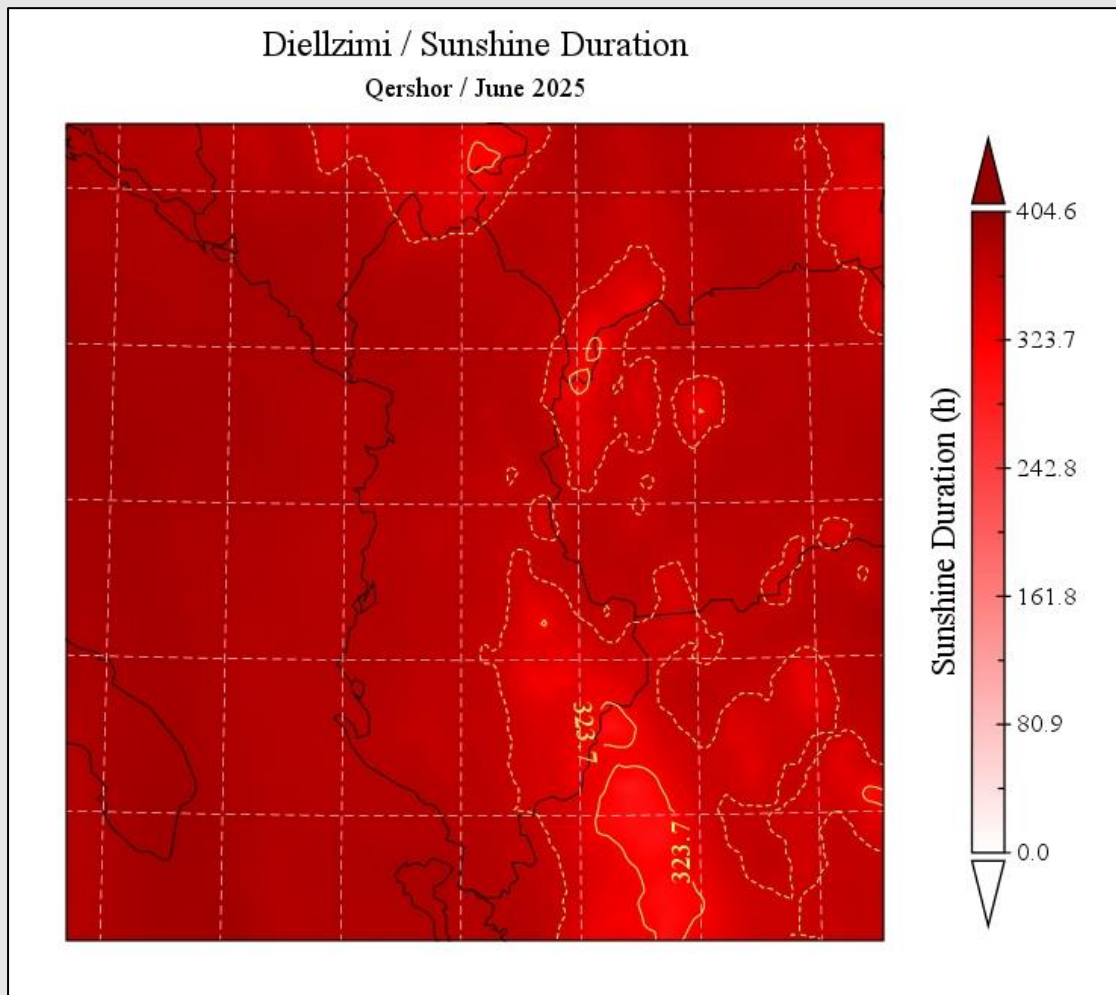 Diellzimi / Sunshine Duration
Qershor / June 2025
404.6
323.7
242.8
161.8
80.9
0.0
Sunshine Duration (h)
323.7
323.7